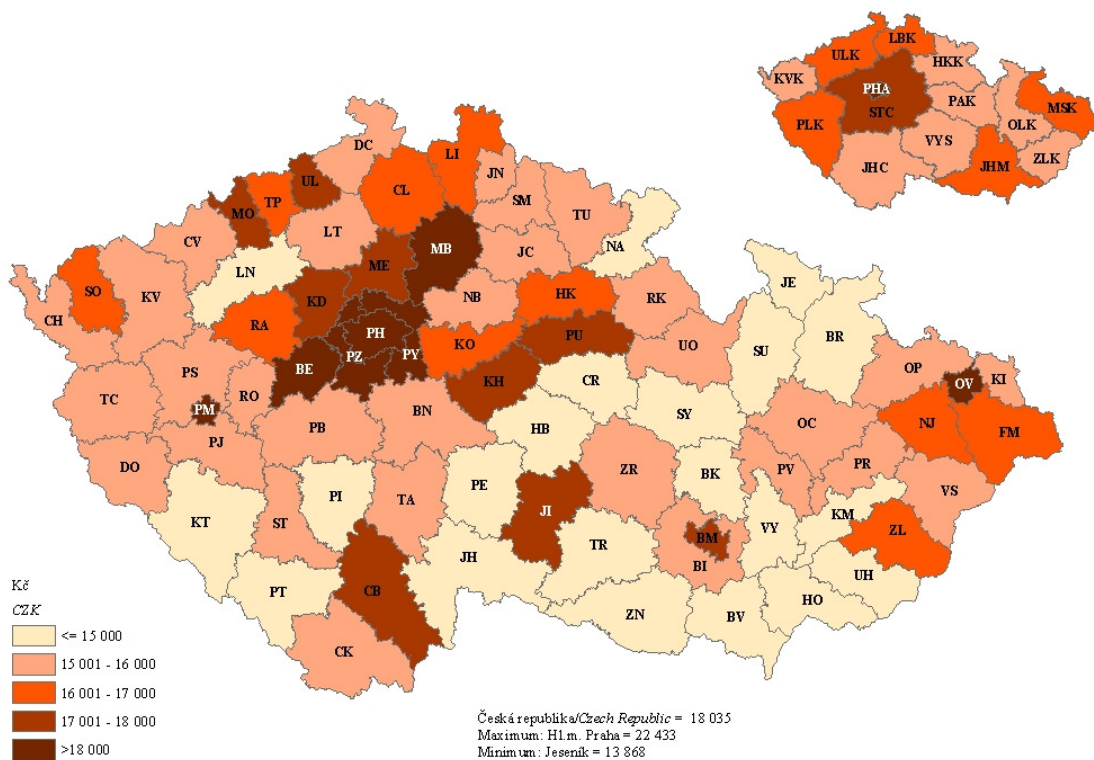 LBK
ULK
HKK
KVK
PHA
MSK
STC
PAK
PLK
OLK
VYS
ZLK
JHC
JHM
DC
LI
UL
JN
CL
TP
SM
MO
TU
LT
CV
MB
JC
NA
LN
ME
JE
SO
KV
KD
NB
HK
RK
CH
RA
BR
PH
PU
KO
UO
SU
PY
PZ
BE
OP
KI
OV
PS
KH
CR
TC
RO
SY
PM
BN
OC
NJ
FM
PB
HB
PJ
DO
ZR
PV
PR
BK
PE
VS
PI
TA
JI
KM
KT
ST
VY
ZL
BM
TR
JH
BI
UH
PT
CB
HO
ZN
BV
CK
Kč
CZK
<= 15 000
15 001 - 16 000
16 001 - 17 000
17 001 - 18 000
>18 000
Česká republika/Czech Republic = 18 035
Maximum: Hl.m. Praha = 22 433
Minimum: Jeseník = 13 868